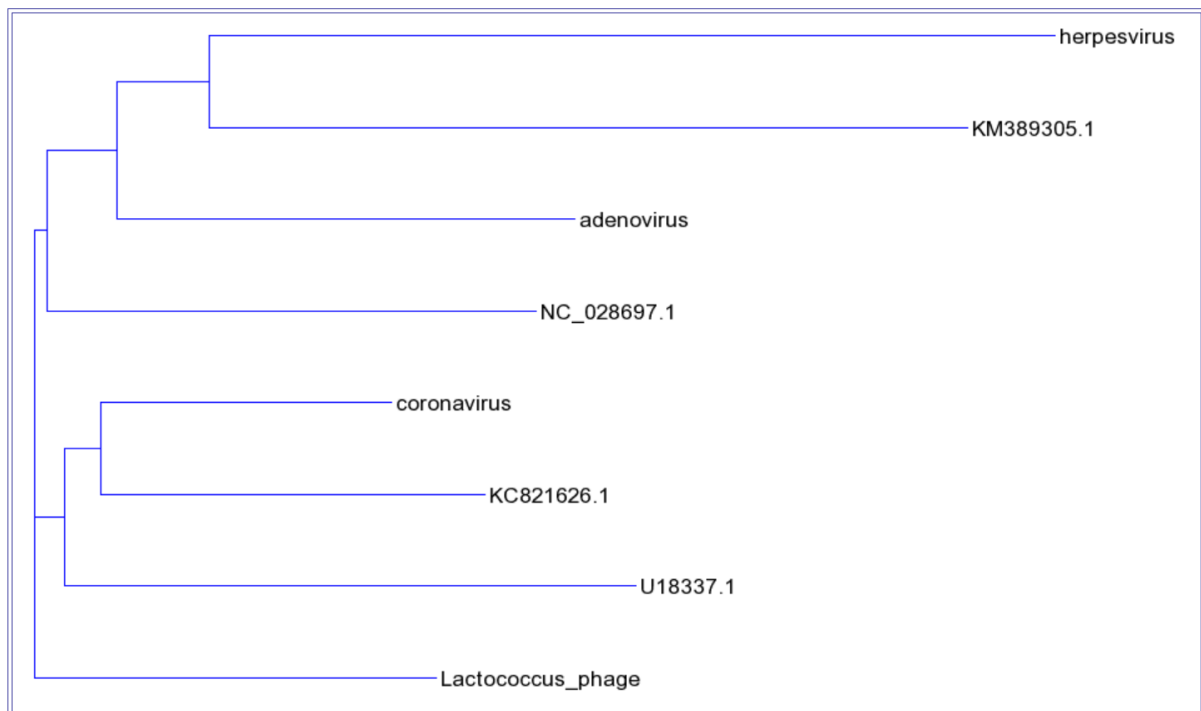 herpesvirus
KM389305.1
adenovirus
NC_028697.1
coronavirus
KC821626.1
U18337.1
Lactococcus_phage